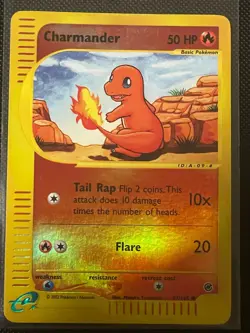 Charmander 50 HP
Basic Pokémon
Tail Rap Flip 2 coins. This
attack does 10 damage 10x
times the number of heads.
Flare 20
weakness resistance retreat cost